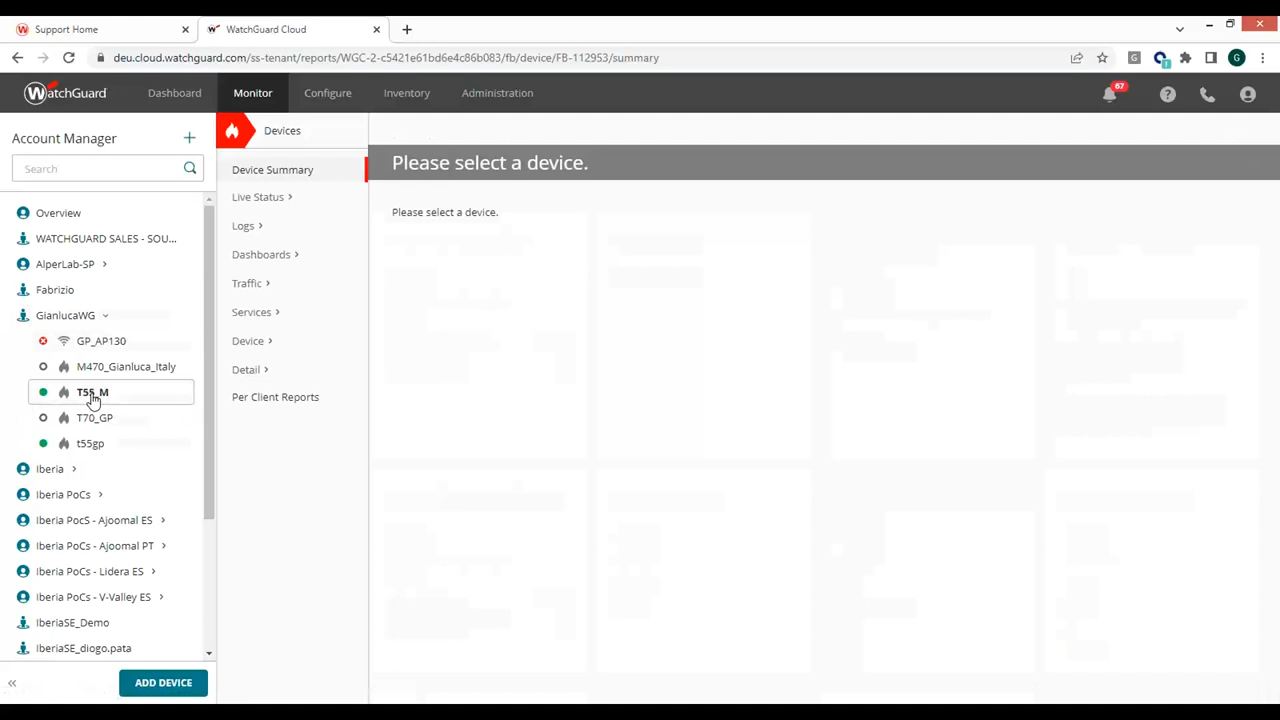 Support Home
WatchGuard Cloud
deu.cloud.watchguard.com/ss-tenant/reports/WGC-2-c5421e61bd6e4c86b083/fb/device/FB-112953/summary
G
WatchGuard
Dashboard
Monitor
Configure
Inventory
Administration
67
Account Manager
Search
Overview
WATCHGUARD SALES - SOU...
AlperLab-SP
Fabrizio
GianlucaWG
GP_AP130
M470_Gianluca_Italy
T55_M
T70_GP
t55gp
Iberia
Iberia PoCs
Iberia PocS - Ajoomal ES
Iberia PoCs - Ajoomal PT
Iberia PoCs - Lidera ES
Iberia PoCs - V-Valley ES
IberiaSE_Demo
IberiaSE_diogo.pata
ADD DEVICE
Devices
Device Summary
Live Status
Logs
Dashboards
Traffic
Services
Device
Detail
Per Client Reports
Please select a device.
Please select a device.